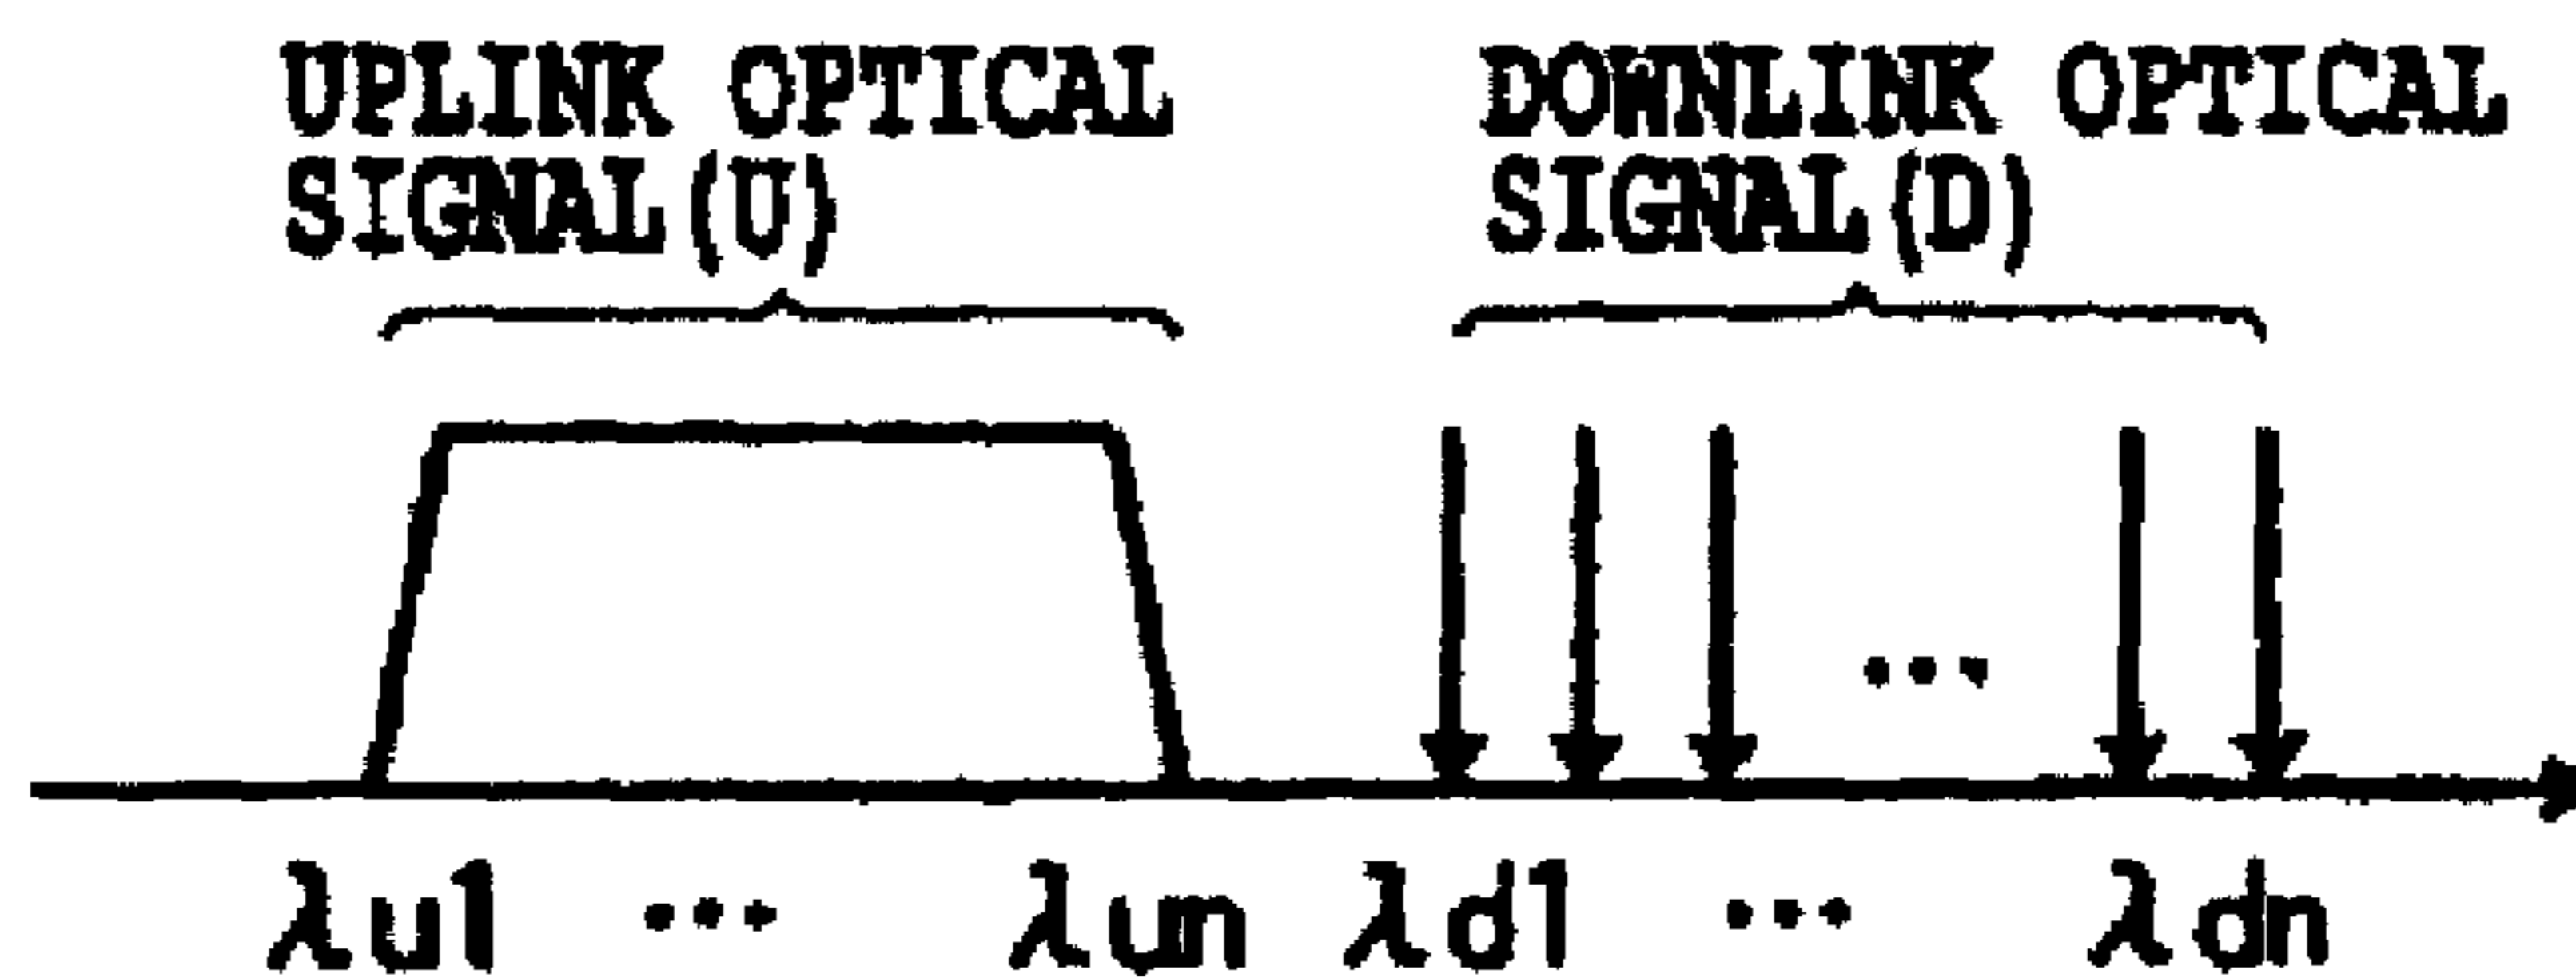 UPLINK OPTICAL
SIGNAL(U)
DOWNLINK OPTICAL
SIGNAL(D)
...
λu1 ... λun λd1 ... λdn